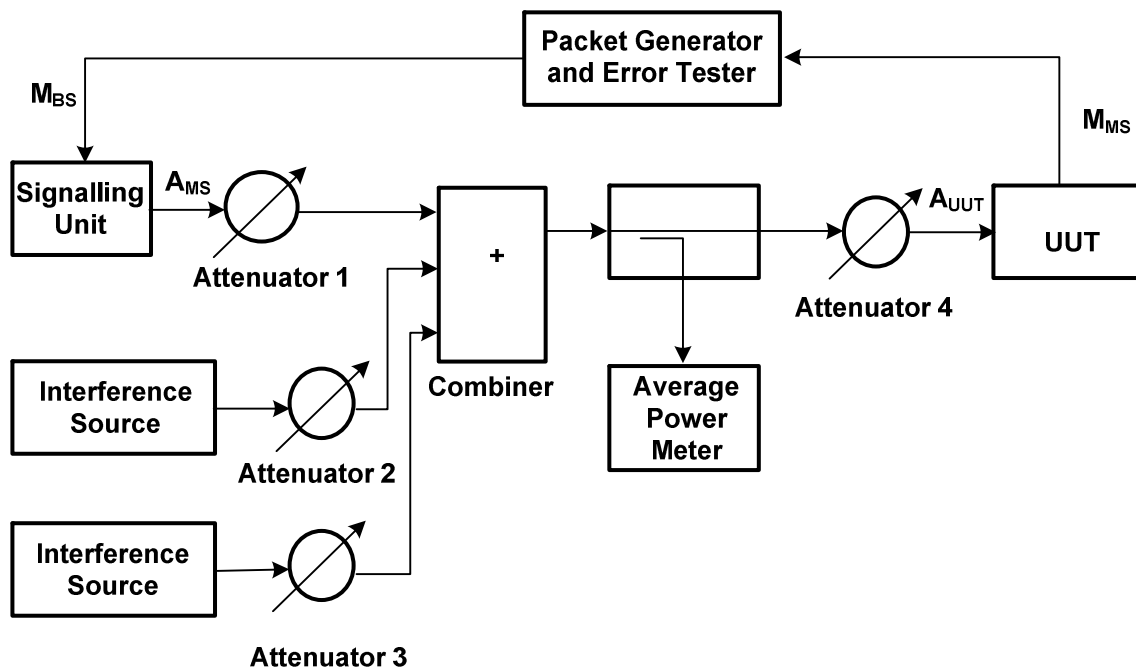 Packet Generator
and Error Tester
M_BS
M_MS
Signalling
Unit
A_MS
Attenuator 1
+
Combiner
A_UUT
UUT
Attenuator 4
Interference
Source
Attenuator 2
Average
Power
Meter
Interference
Source
Attenuator 3